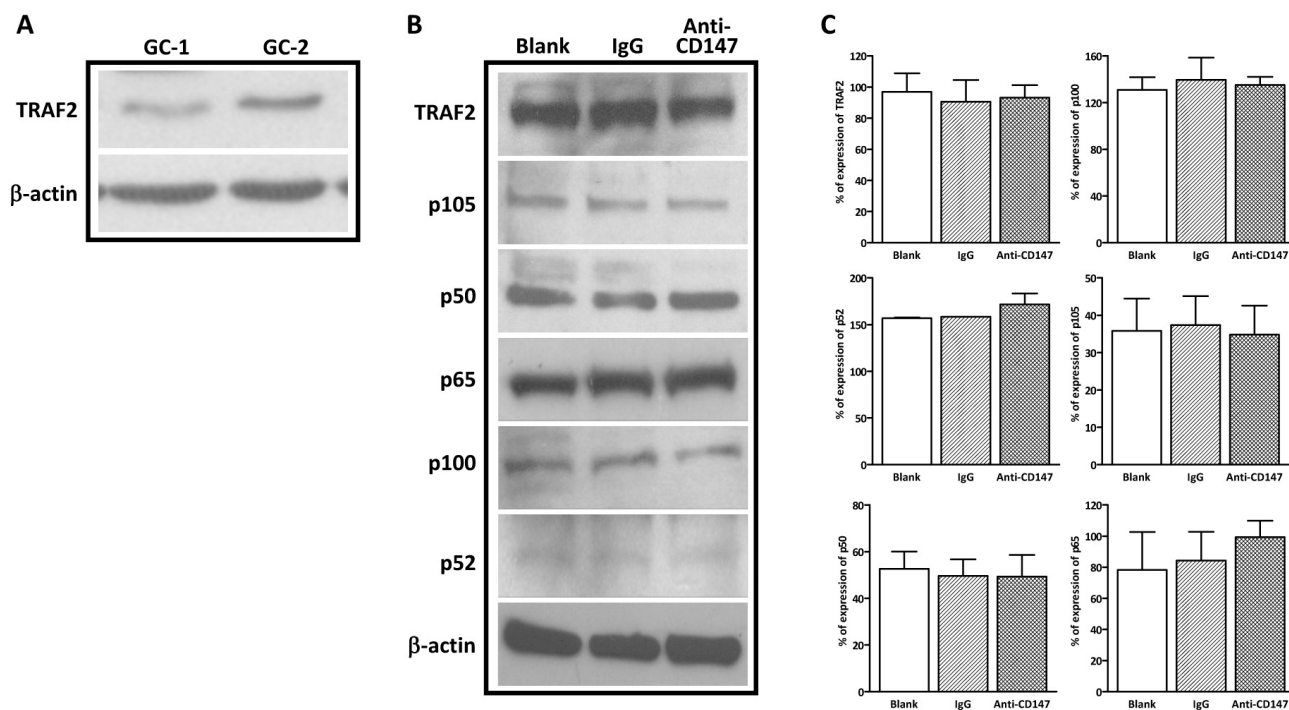 A
GC-1 GC-2
TRAF2
β-actin
B
Blank IgG Anti-
CD147
TRAF2
p105
p50
p65
p100
p52
β-actin
C
% of expression of TRAF2
120
100
80
60
40
20
0
Blank IgG Anti-CD147
% of expression of p100
160
120
80
40
0
Blank IgG Anti-CD147
% of expression of p52
200
150
100
50
0
Blank IgG Anti-CD147
% of expression of p105
50
40
30
20
10
0
Blank IgG Anti-CD147
% of expression of p50
80
60
40
20
0
Blank IgG Anti-CD147
% of expression of p65
120
100
80
60
40
20
0
Blank IgG Anti-CD147